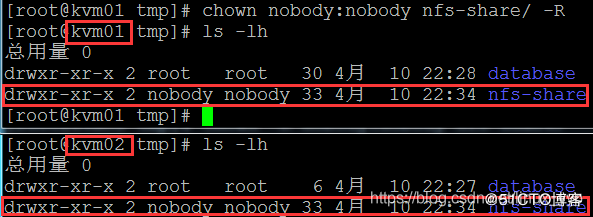 [root@kvm01 tmp]# chown nobody:nobody nfs-share/ -R
[root@kvm01 tmp]# ls -lh
总用量 0
drwxr-xr-x 2 root   root   30 4月  10 22:28 database
drwxr-xr-x 2 nobody nobody 33 4月  10 22:34 nfs-share
[root@kvm01 tmp]#
[root@kvm02 tmp]# ls -lh
总用量 0
drwxr-xr-x 2 root   root    6 4月  10 22:27 database
drwxr-xr-x 2 nobody nobody 33 4月  10 22:34 nfs-share
@51CTO博客